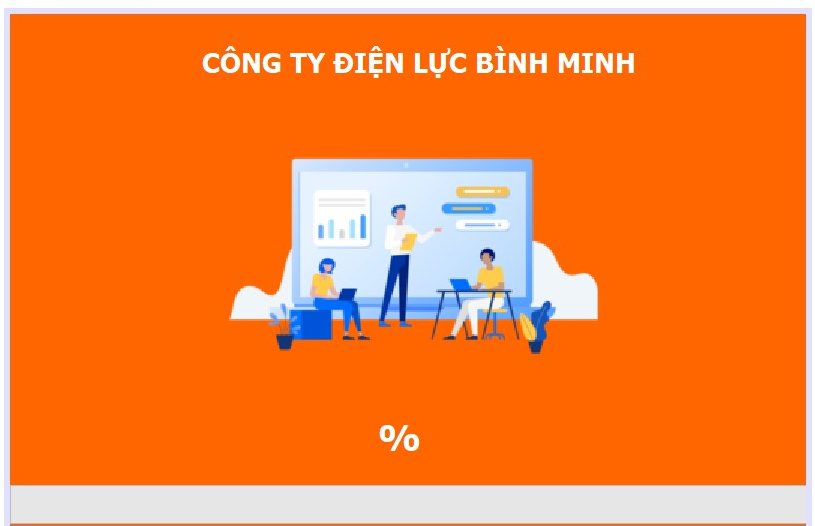 CÔNG TY ĐIỆN LỰC BÌNH MINH
%